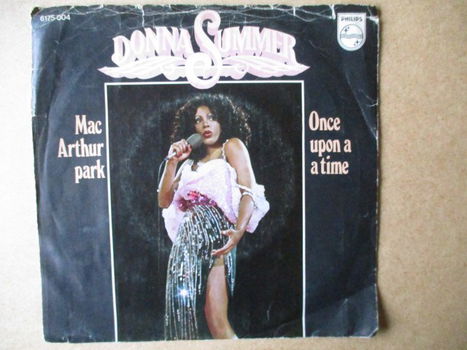 6175 004
DONNA SUMMER
PHILIPS
Mac
Arthur
park
Once
upon a
a time